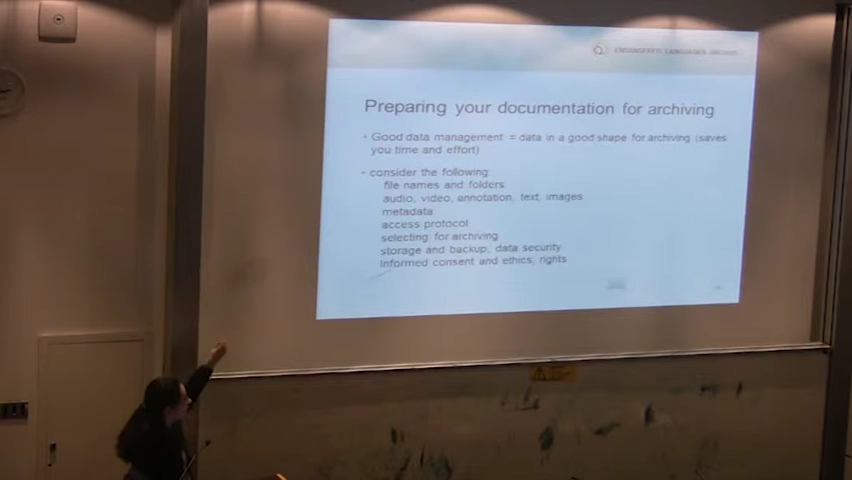 ENDANGERED LANGUAGES ARCHIVE
Preparing your documentation for archiving
• Good data management = data in a good shape for archiving (saves
you time and effort)
• consider the following:
file names and folders
audio, video, annotation, text, images
metadata
access protocol
selecting for archiving
storage and backup, data security
Informed consent and ethics, rights